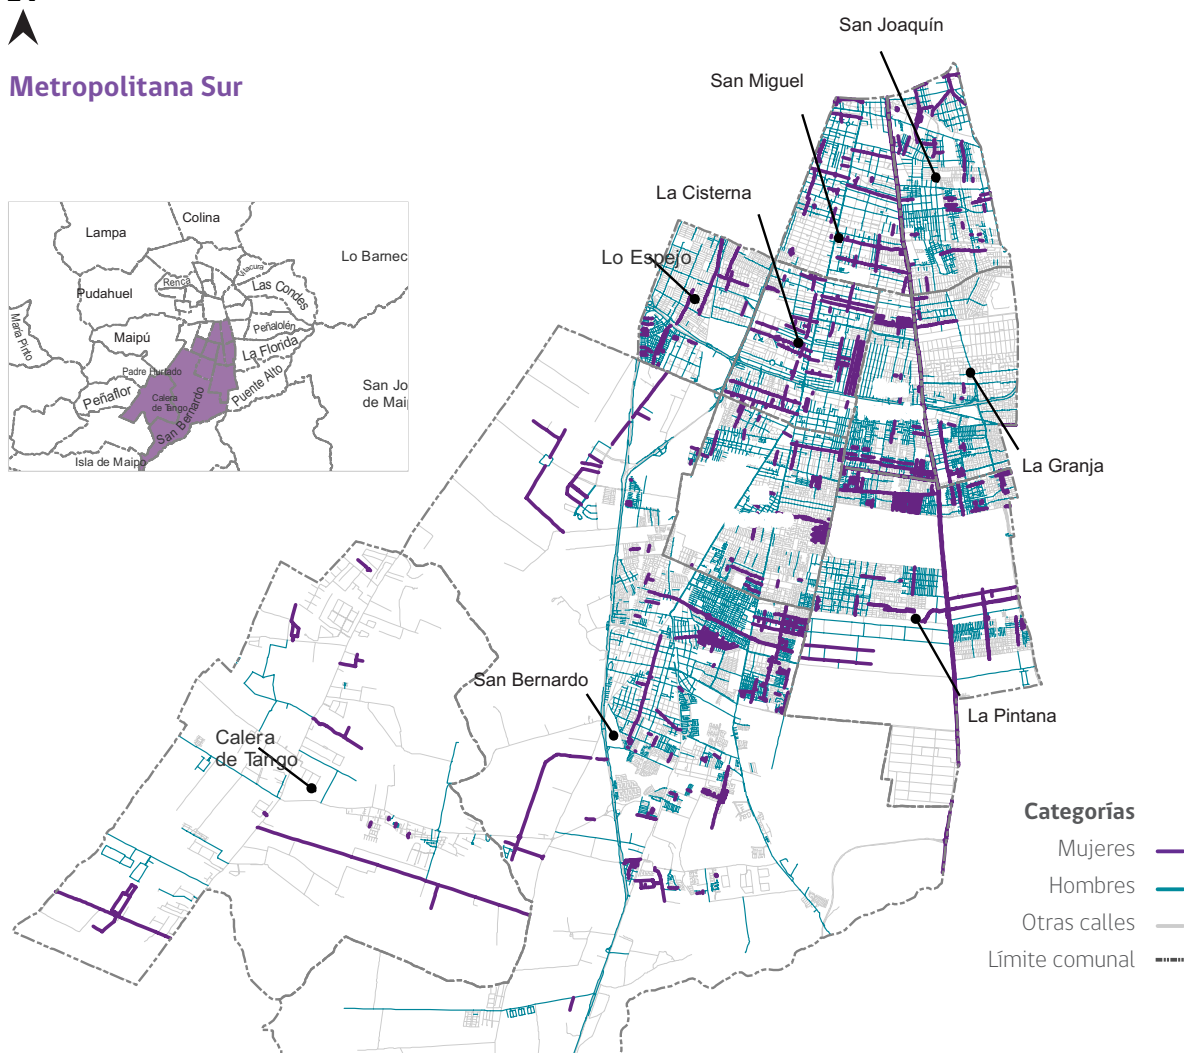 Metropolitana Sur
San Joaquín
San Miguel
La Cisterna
Lo Espejo
La Granja
San Bernardo
La Pintana
Calera
de Tango
Colina
Lampa
Lo Barnec
Renca
Las Condes
Pudahuel
Peñalolén
Maipú
María Pinto
La Florida
Padre Hurtado
Puente Alto
Peñaflor
San Jo
de Mai
Calera
de Tango
San Bernardo
Isla de Maipo
Categorías
Mujeres
Hombres
Otras calles
Límite comunal